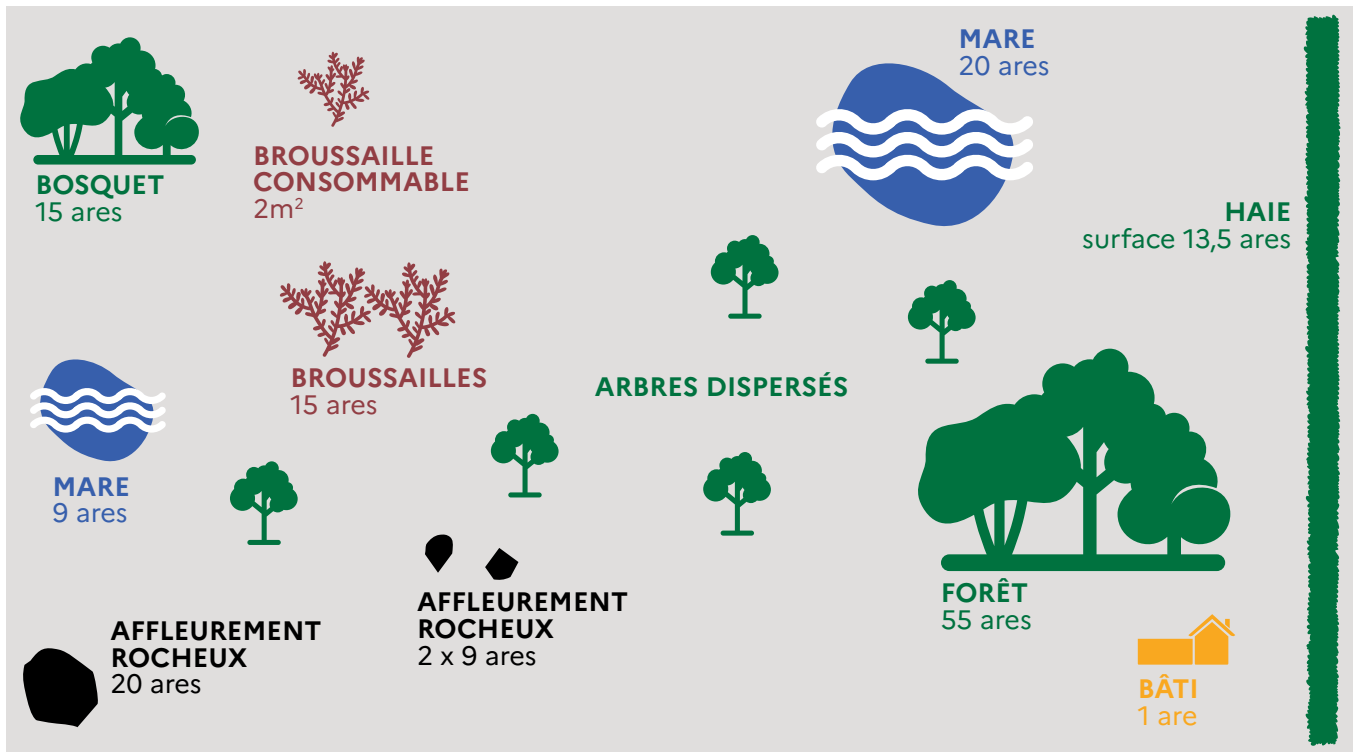 MARE
20 ares
BROUSSAILLE
CONSOMMABLE
2m²
BOSQUET
15 ares
HAIE
surface 13,5 ares
BROUSSAILLES
15 ares
ARBRES DISPERSÉS
MARE
9 ares
FORÊT
55 ares
AFFLEUREMENT
ROCHEUX
2 x 9 ares
AFFLEUREMENT
ROCHEUX
20 ares
BÂTI
1 are